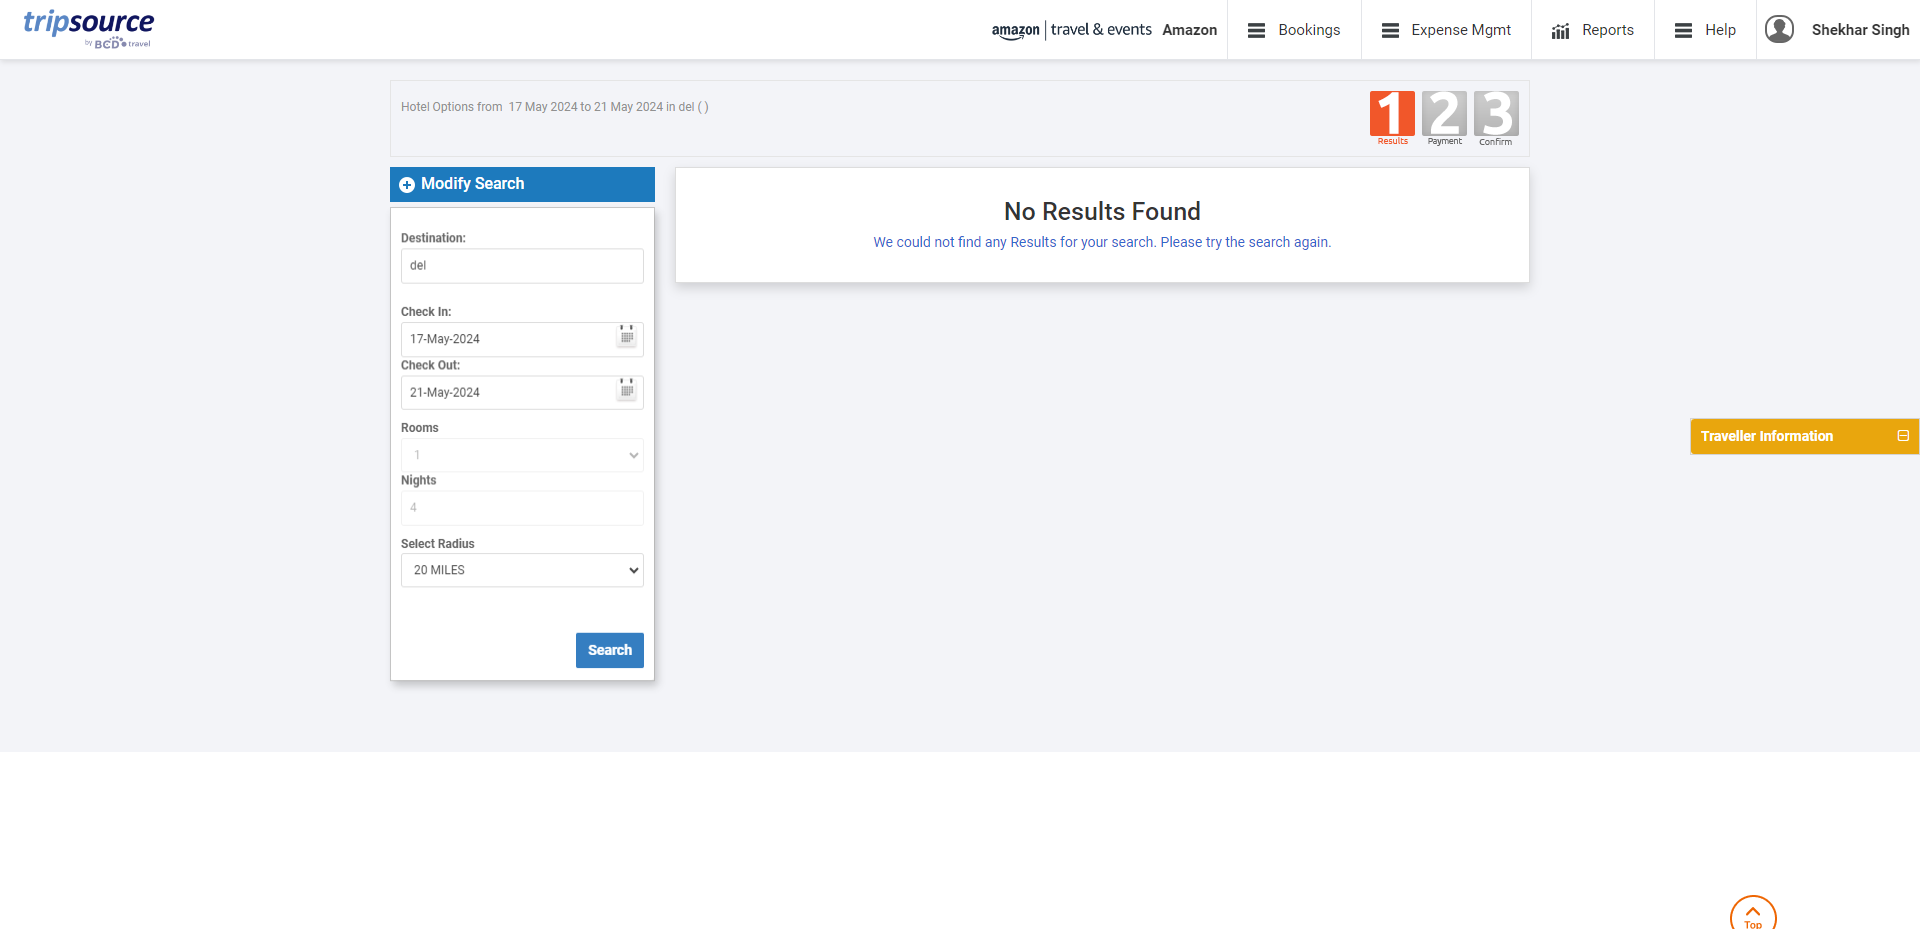 tripsource
by BCD travel
amazon travel & events Amazon
Bookings
Expense Mgmt
Reports
Help
Shekhar Singh
Hotel Options from 17 May 2024 to 21 May 2024 in del ( )
1 2 3
Results Payment Confirm
Modify Search
Destination:
del
Check In:
17-May-2024
Check Out:
21-May-2024
Rooms
1
Nights
4
Select Radius
20 MILES
Search
No Results Found
We could not find any Results for your search. Please try the search again.
Traveller Information
Top